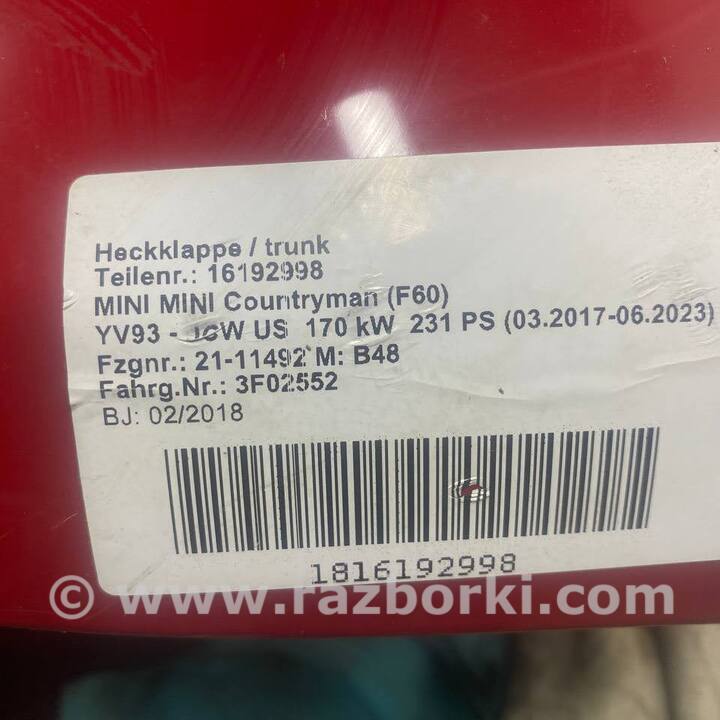 Heckklappe / trunk
Teilenr.: 16192998
MINI MINI Countryman (F60)
YV93 - JCW US 170 kW 231 PS (03.2017-06.2023)
Fzgnr.: 21-11492 M: B48
Fahrg.Nr.: 3F02552
BJ: 02/2018
1816192998
© www.razborki.com